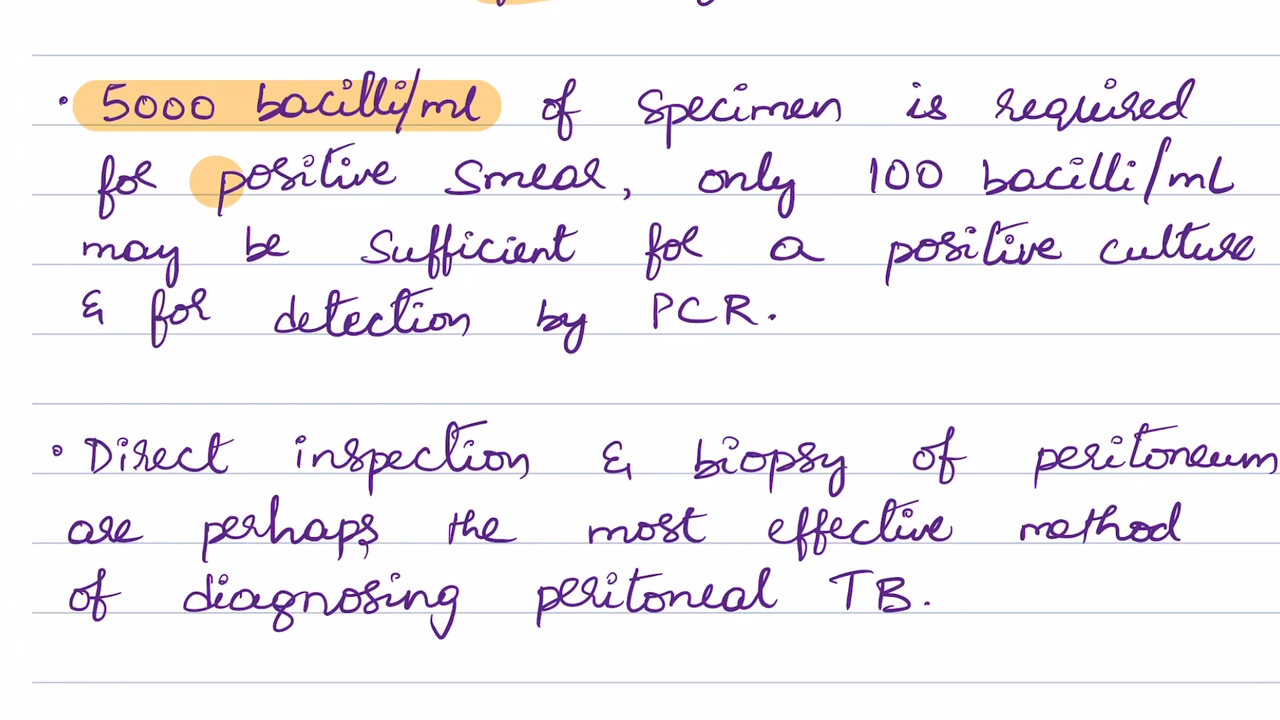 • 5000 bacilli/ml of specimen is required
for positive smear, only 100 bacilli/mL
may be sufficient for a positive culture
& for detection by PCR.
• Direct inspection & biopsy of peritoneum
are perhaps the most effective method
of diagnosing peritoneal TB.